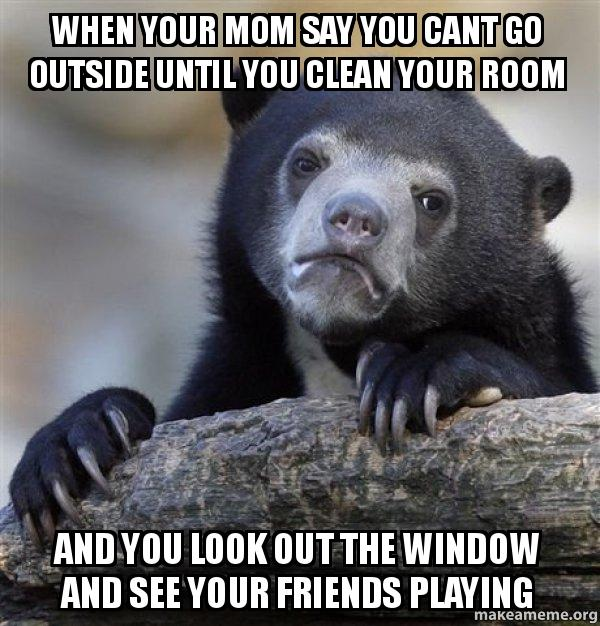 WHEN YOUR MOM SAY YOU CANT GO
OUTSIDE UNTIL YOU CLEAN YOUR ROOM
AND YOU LOOK OUT THE WINDOW
AND SEE YOUR FRIENDS PLAYING
makeameme.org